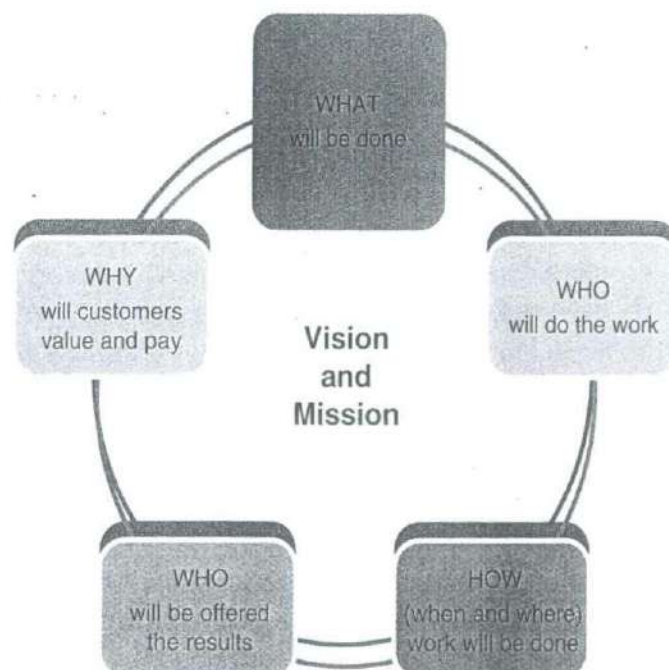 WHAT
will be done
WHO
will do the work
HOW
(when and where)
work will be done
WHO
will be offered
the results
WHY
will customers
value and pay
Vision
and
Mission